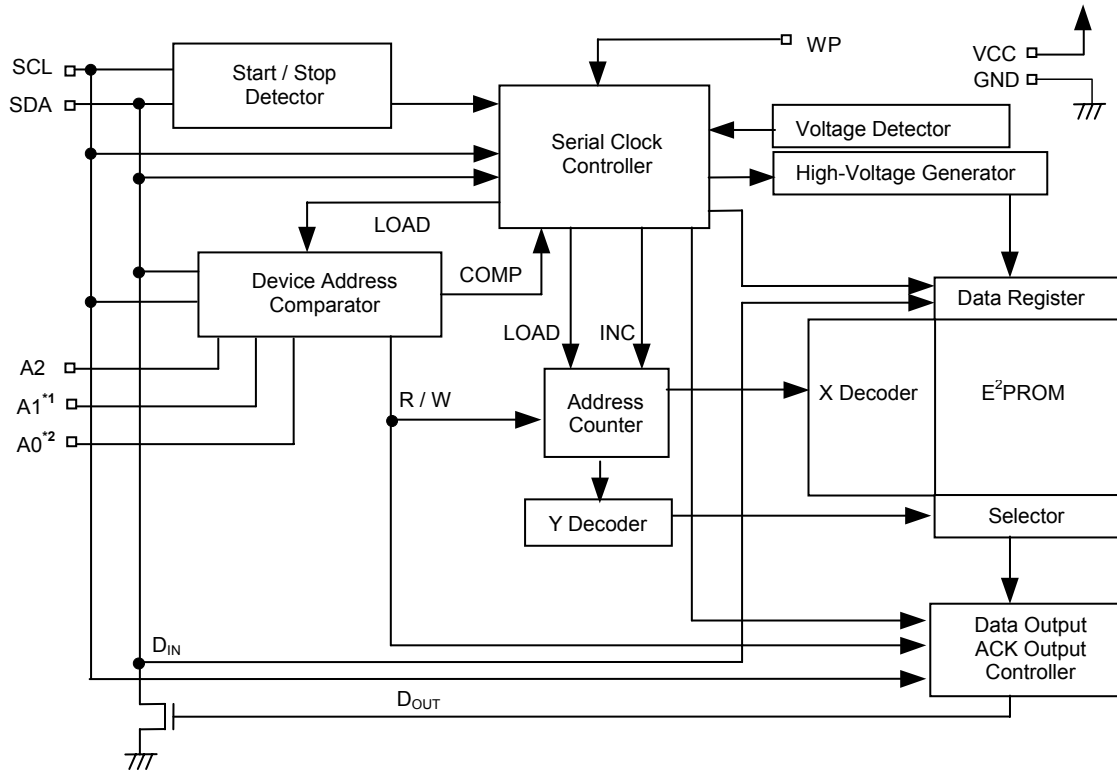 SCL
SDA
Start / Stop
Detector
WP
VCC
GND
Serial Clock
Controller
Voltage Detector
High-Voltage Generator
LOAD
Device Address
Comparator
COMP
LOAD
INC
Data Register
A2
A1*1
A0*2
R / W
Address
Counter
X Decoder
E2PROM
Y Decoder
Selector
Data Output
ACK Output
Controller
DIN
DOUT